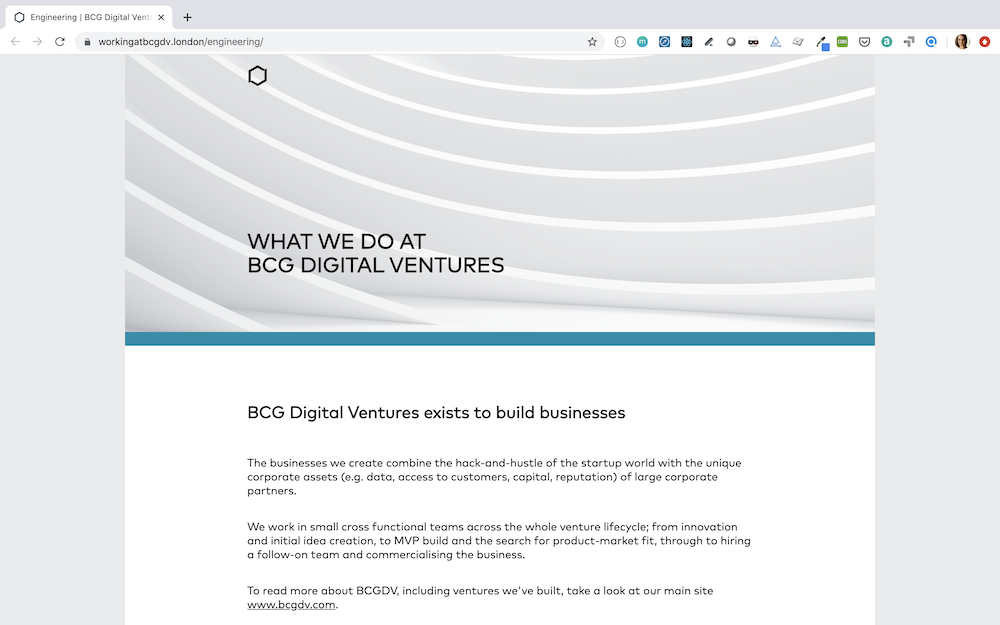 Engineering | BCG Digital Vent
workingatbcgdv.london/engineering/
WHAT WE DO AT
BCG DIGITAL VENTURES
BCG Digital Ventures exists to build businesses
The businesses we create combine the hack-and-hustle of the startup world with the unique
corporate assets (e.g. data, access to customers, capital, reputation) of large corporate
partners.
We work in small cross functional teams across the whole venture lifecycle; from innovation
and initial idea creation, to MVP build and the search for product-market fit, through to hiring
a follow-on team and commercialising the business.
To read more about BCGDV, including ventures we've built, take a look at our main site
www.bcgdv.com.